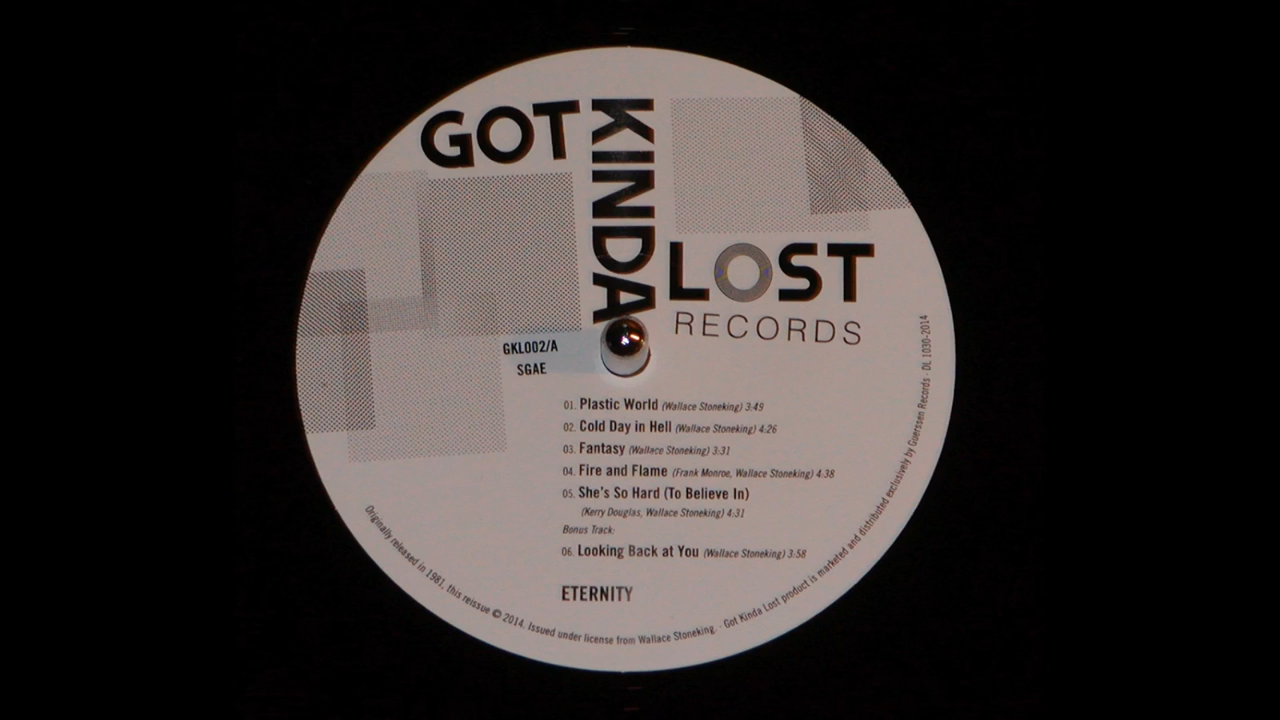 GOT
KINDA
LOST
RECORDS
GKL002/A
SGAE
01. Plastic World (Wallace Stoneking) 3:49
02. Cold Day in Hell (Wallace Stoneking) 4:26
03. Fantasy (Wallace Stoneking) 3:31
04. Fire and Flame (Frank Monroe, Wallace Stoneking) 4:38
05. She's So Hard (To Believe In)
(Kerry Douglas, Wallace Stoneking) 4:31
Bonus Track:
06. Looking Back at You (Wallace Stoneking) 3:58
ETERNITY
Originally released in 1981, this reissue © 2014. Issued under license from Wallace Stoneking. · Got Kinda Lost product is marketed and distributed exclusively by Guerssen Records · DL 1030-2014